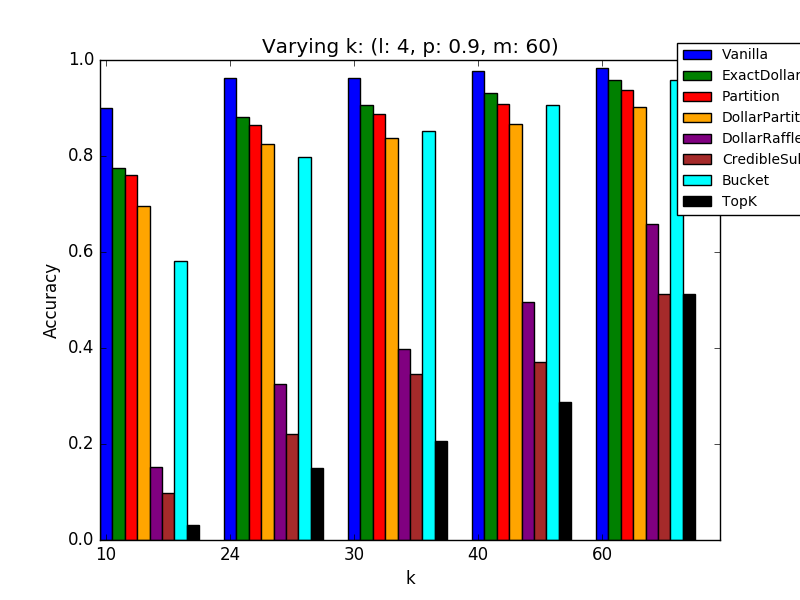 Varying k: (l: 4, p: 0.9, m: 60)
Vanilla
ExactDollar
Partition
DollarPartit
DollarRaffle
CredibleSu
Bucket
TopK
1.0
0.8
0.6
0.4
0.2
0.0
Accuracy
10 24 30 40 60
k